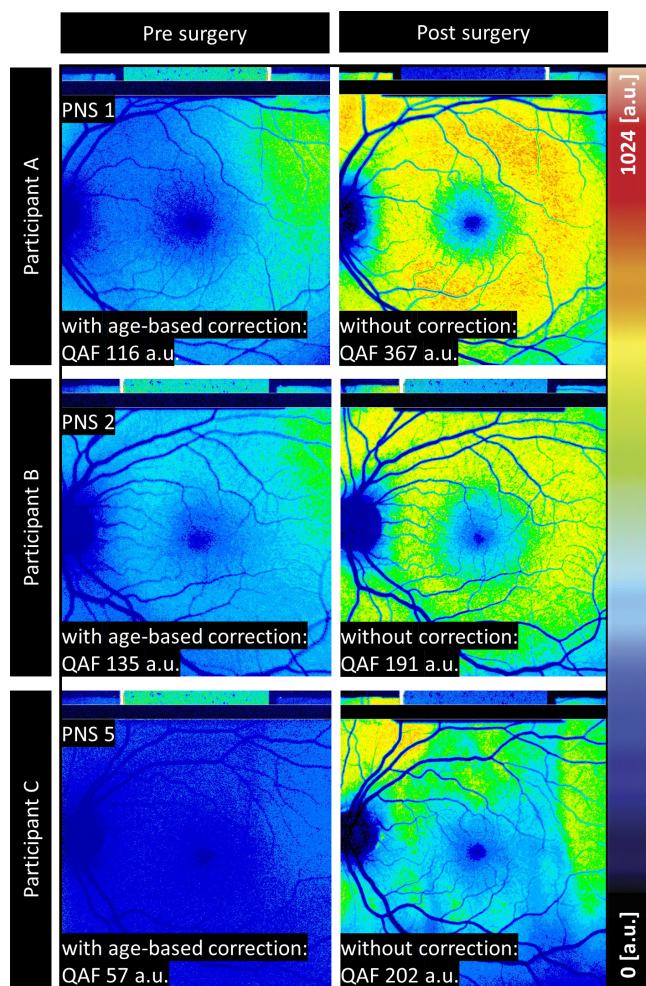 Pre surgery
Post surgery
Participant A
PNS 1
with age-based correction:
QAF 116 a.u.
without correction:
QAF 367 a.u.
Participant B
PNS 2
with age-based correction:
QAF 135 a.u.
without correction:
QAF 191 a.u.
Participant C
PNS 5
with age-based correction:
QAF 57 a.u.
without correction:
QAF 202 a.u.
1024 [a.u.]
0 [a.u.]